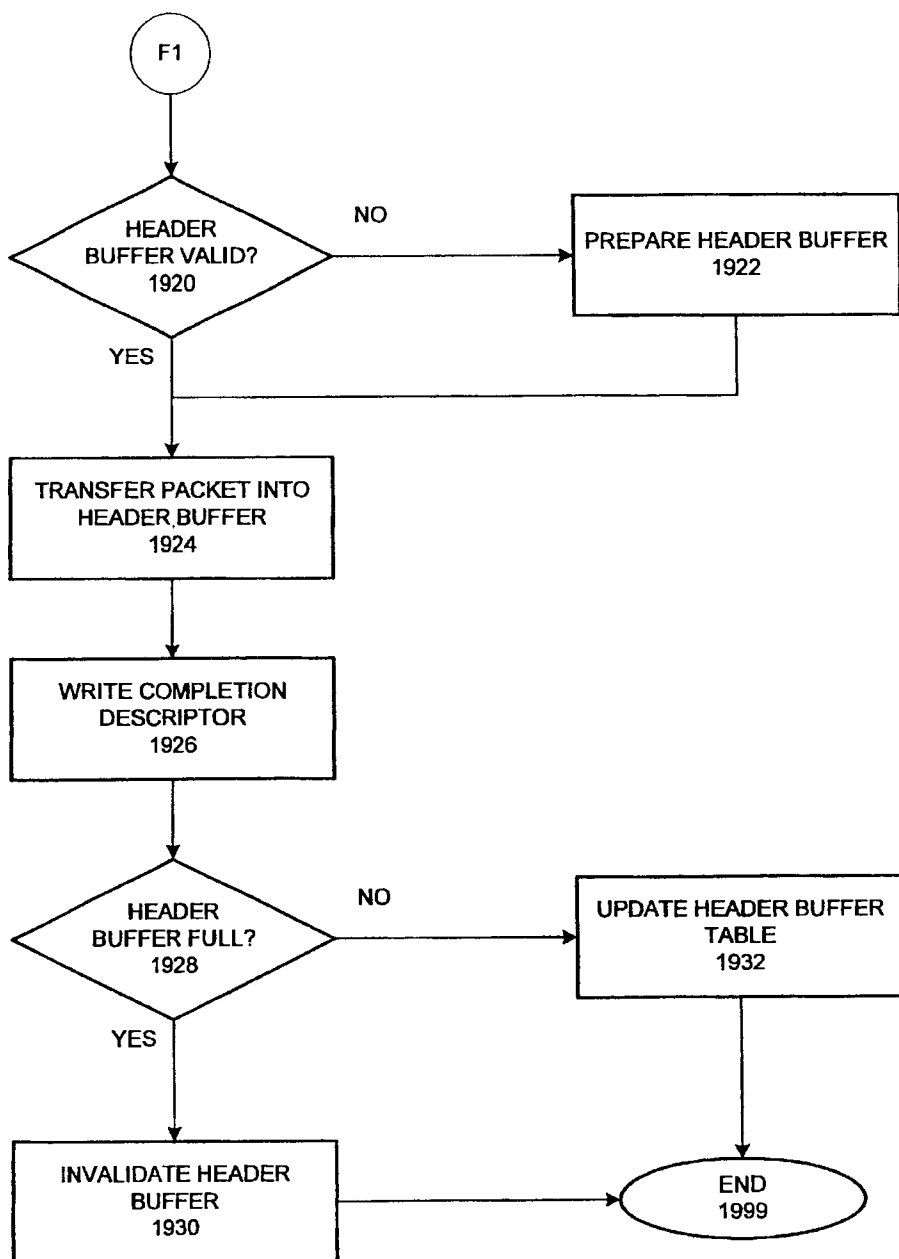 F1
HEADER
BUFFER VALID?
1920
NO
PREPARE HEADER BUFFER
1922
YES
TRANSFER PACKET INTO
HEADER BUFFER
1924
WRITE COMPLETION
DESCRIPTOR
1926
HEADER
BUFFER FULL?
1928
NO
UPDATE HEADER BUFFER
TABLE
1932
YES
INVALIDATE HEADER
BUFFER
1930
END
1999